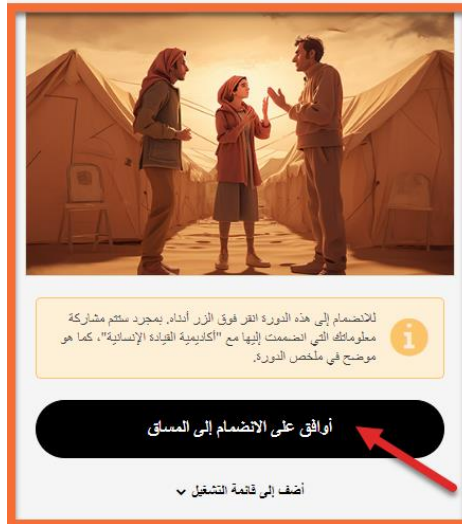 للانضمام إلى هذه الدورة انقر فوق الزر أدناه. بمجرد ستتم مشاركة
معلوماتك التي انضممت إليها مع "أكاديمية القيادة الإنسانية"، كما هو
موضح في ملخص الدورة.
أوافق على الانضمام إلى المساق
أضف إلى قائمة التشغيل